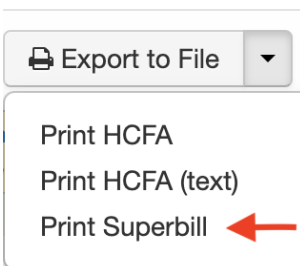 Export to File
Print HCFA
Print HCFA (text)
Print Superbill